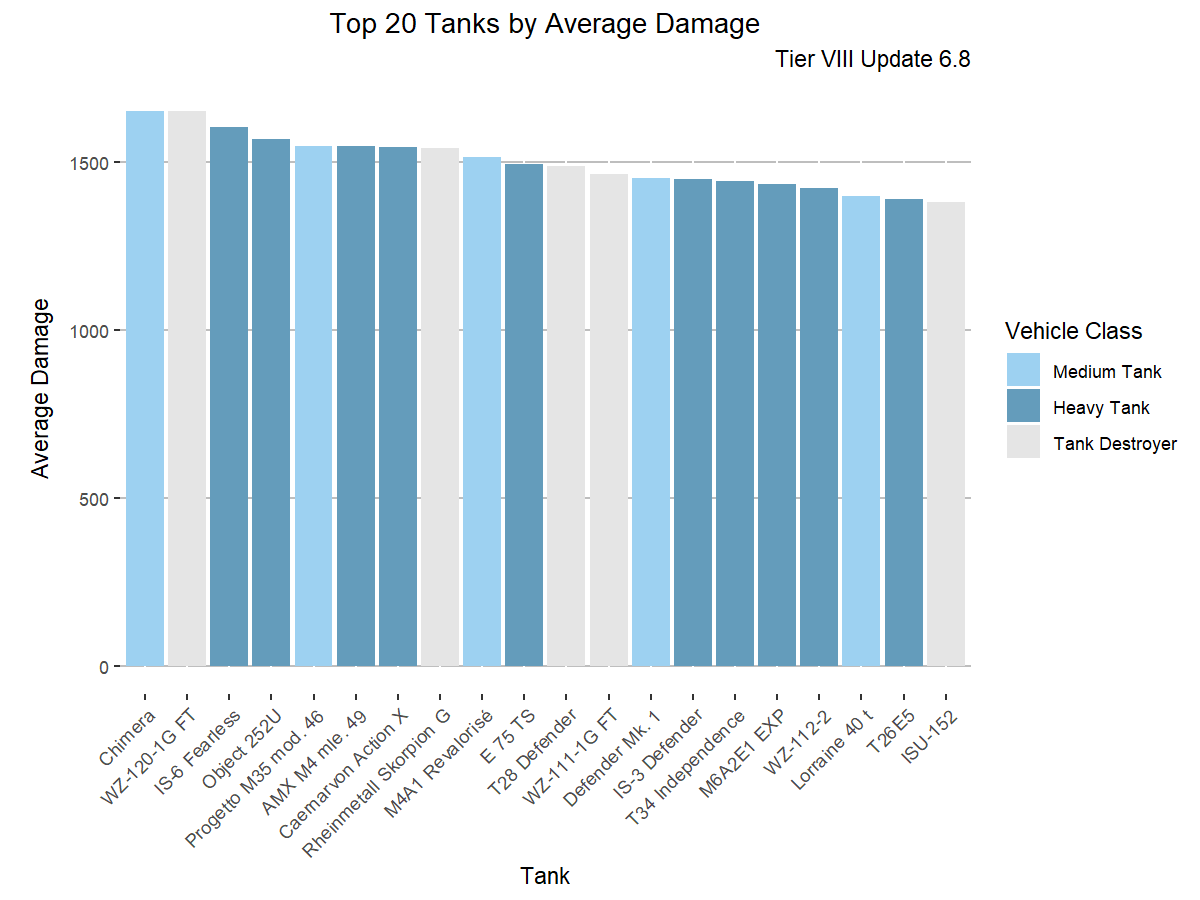 Top 20 Tanks by Average Damage
Tier VIII Update 6.8
Average Damage
1500
1000
500
0
Chimera
WZ-120-1G FT
IS-6 Fearless
Object 252U
Progetto M35 mod. 46
AMX M4 mle. 49
Caernarvon Action X
Rheinmetall Skorpion G
M4A1 Revalorisé
E 75 TS
T28 Defender
WZ-111-1G FT
Defender Mk. 1
IS-3 Defender
T34 Independence
M6A2E1 EXP
WZ-112-2
Lorraine 40 t
T26E5
ISU-152
Tank
Vehicle Class
Medium Tank
Heavy Tank
Tank Destroyer